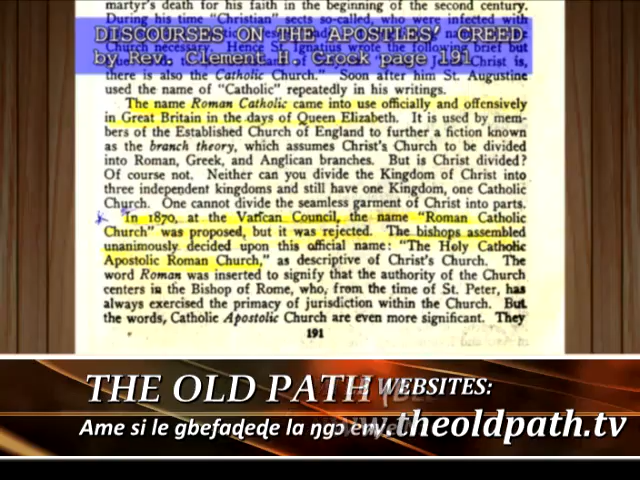 martyr's death for his faith in the beginning of the second century.
During his time "Christian" sects so-called, who were infected with
DISCOURSES ON THE APOSTLES' CREED
by Rev. Clement H. Crock page 191
Church necessary. Hence St. Ignatius wrote the following brief but
there is also the Catholic Church." Soon after him St. Augustine
used the name of "Catholic" repeatedly in his writings.
The name Roman Catholic came into use officially and offensively
in Great Britain in the days of Queen Elizabeth. It is used by mem-
bers of the Established Church of England to further a fiction known
as the branch theory, which assumes Christ's Church to be divided
into Roman, Greek, and Anglican branches. But is Christ divided?
Of course not. Neither can you divide the Kingdom of Christ into
three independent kingdoms and still have one Kingdom, one Catholic
Church. One cannot divide the seamless garment of Christ into parts.
In 1870, at the Vatican Council, the name "Roman Catholic
Church" was proposed, but it was rejected. The bishops assembled
unanimously decided upon this official name: "The Holy Catholic
Apostolic Roman Church," as descriptive of Christ's Church. The
word Roman was inserted to signify that the authority of the Church
centers in the Bishop of Rome, who, from the time of St. Peter, has
always exercised the primacy of jurisdiction within the Church. But
the words, Catholic Apostolic Church are even more significant. They
191
THE OLD PATH
WEBSITES:
Ame si le gbefaɖeɖe la ŋgɔ
.theoldpath.tv